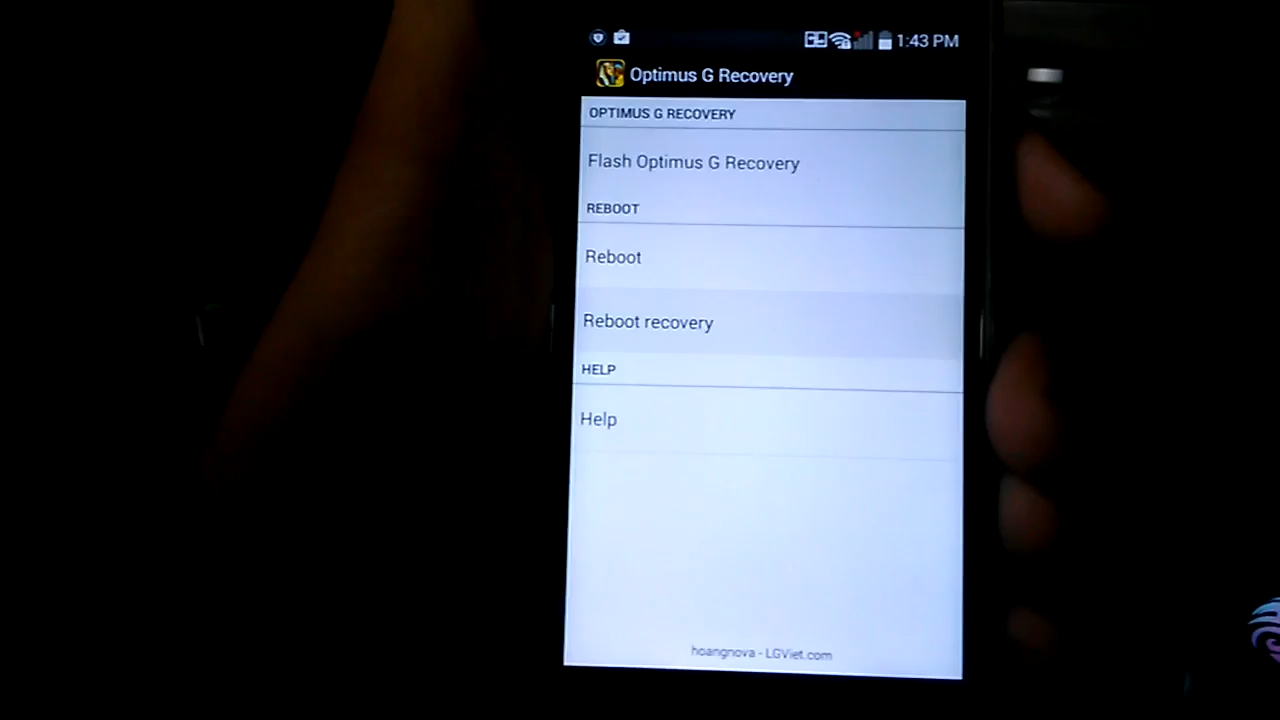 1:43 PM
Optimus G Recovery
OPTIMUS G RECOVERY
Flash Optimus G Recovery
REBOOT
Reboot
Reboot recovery
HELP
Help
hoangnova - LGViet.com